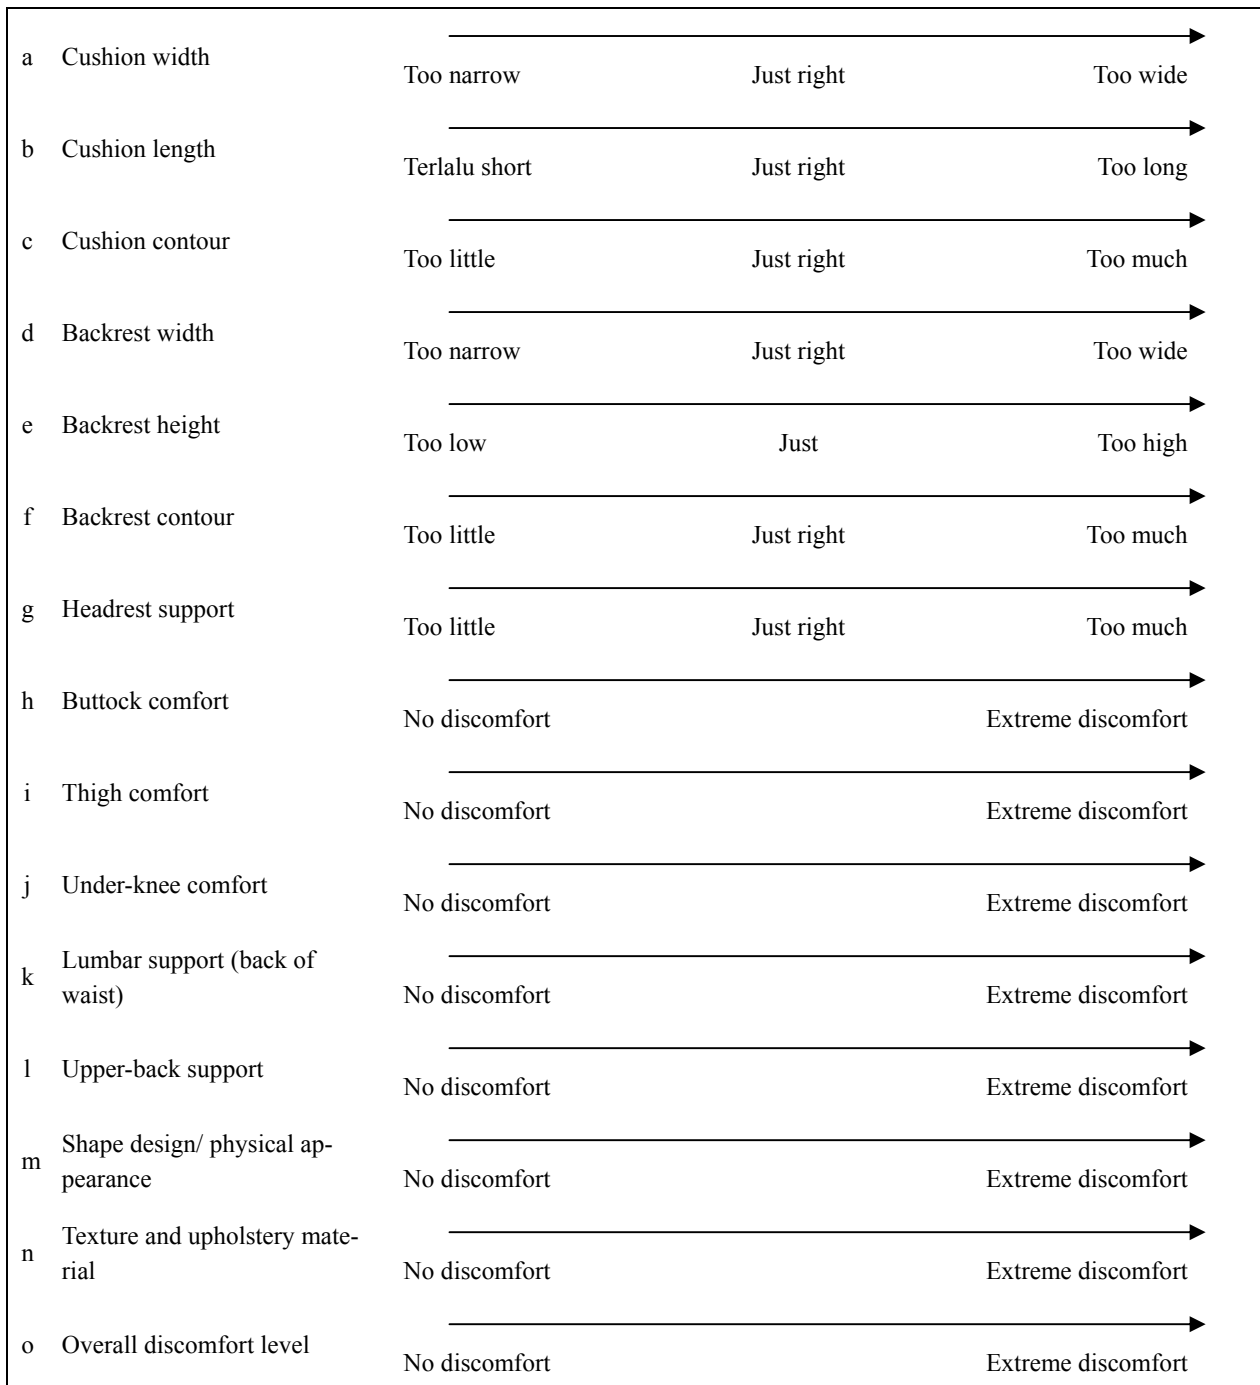 a Cushion width
Too narrow Just right Too wide
b Cushion length
Terlalu short Just right Too long
c Cushion contour
Too little Just right Too much
d Backrest width
Too narrow Just right Too wide
e Backrest height
Too low Just Too high
f Backrest contour
Too little Just right Too much
g Headrest support
Too little Just right Too much
h Buttock comfort
No discomfort Extreme discomfort
i Thigh comfort
No discomfort Extreme discomfort
j Under-knee comfort
No discomfort Extreme discomfort
k Lumbar support (back of
waist)
No discomfort Extreme discomfort
l Upper-back support
No discomfort Extreme discomfort
m Shape design/ physical ap-
pearance
No discomfort Extreme discomfort
n Texture and upholstery mate-
rial
No discomfort Extreme discomfort
o Overall discomfort level
No discomfort Extreme discomfort